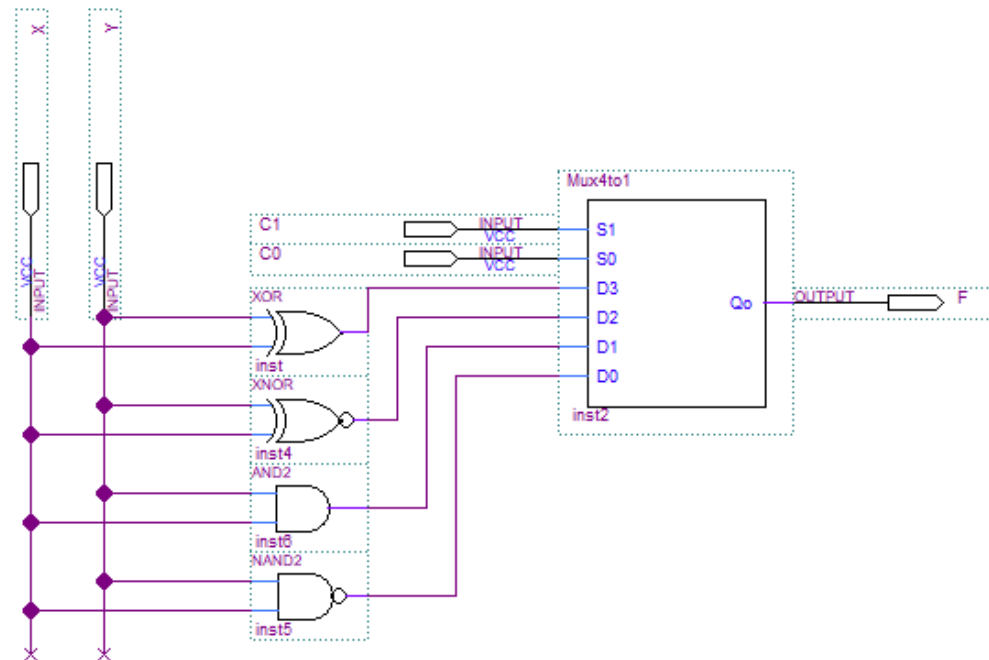 X
Y
VCC
INPUT
VCC
INPUT
Mux4to1
C1
INPUT
VCC
S1
C0
INPUT
VCC
S0
XOR
D3
Qo
OUTPUT
F
D2
D1
inst
D0
XNOR
inst2
inst4
AND2
inst6
NAND2
inst5